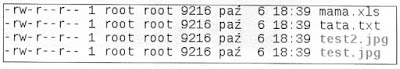 -rw-r--r-- 1 root root 9216 paź 6 18:39 mama.xls
-rw-r--r-- 1 root root 9216 paź 6 18:39 tata.txt
-rw-r--r-- 1 root root 9216 paź 6 18:39 test2.jpg
-rw-r--r-- 1 root root 9216 paź 6 18:39 test.jpg